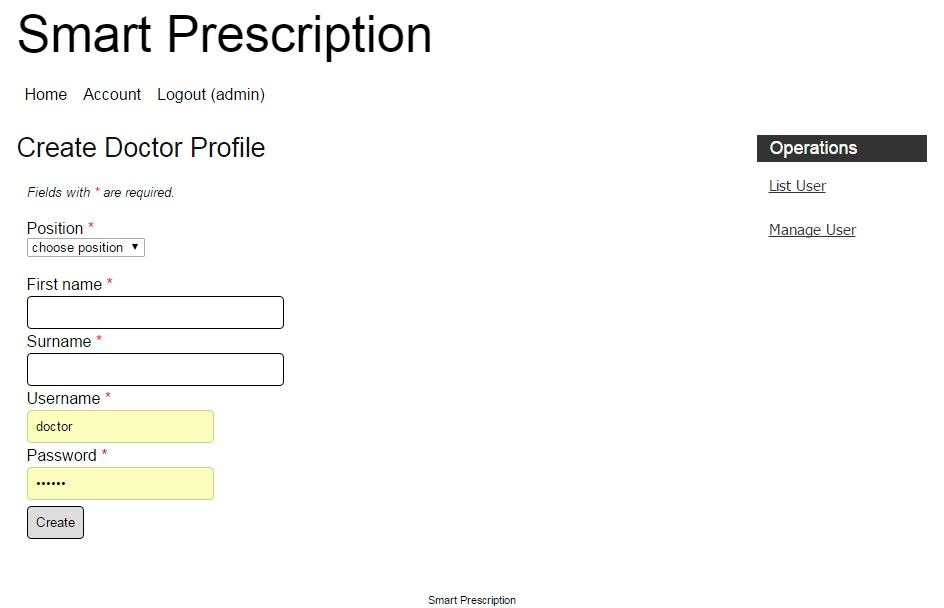 Smart Prescription
Home Account Logout (admin)
Create Doctor Profile
Fields with * are required.
Position *
choose position ▼
First name *
Surname *
Username *
doctor
Password *
••••••
Create
Operations
List User
Manage User
Smart Prescription